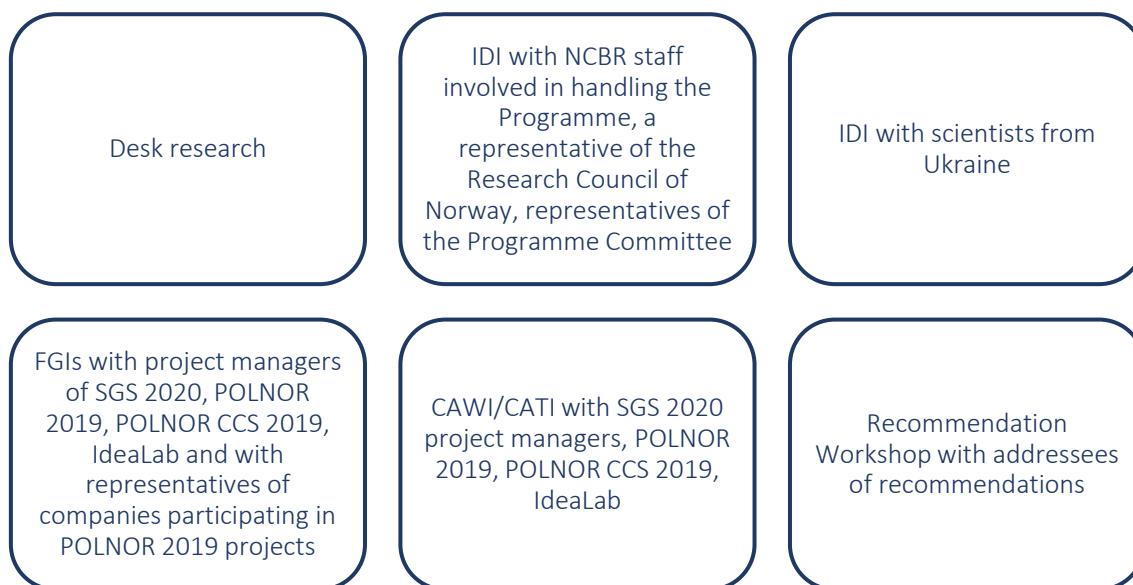 Desk research
IDI with NCBR staff
involved in handling the
Programme, a
representative of the
Research Council of
Norway, representatives of
the Programme Committee
IDI with scientists from
Ukraine
FGIs with project managers
of SGS 2020, POLNOR
2019, POLNOR CCS 2019,
IdeaLab and with
representatives of
companies participating in
POLNOR 2019 projects
CAWI/CATI with SGS 2020
project managers, POLNOR
2019, POLNOR CCS 2019,
IdeaLab
Recommendation
Workshop with addressees
of recommendations